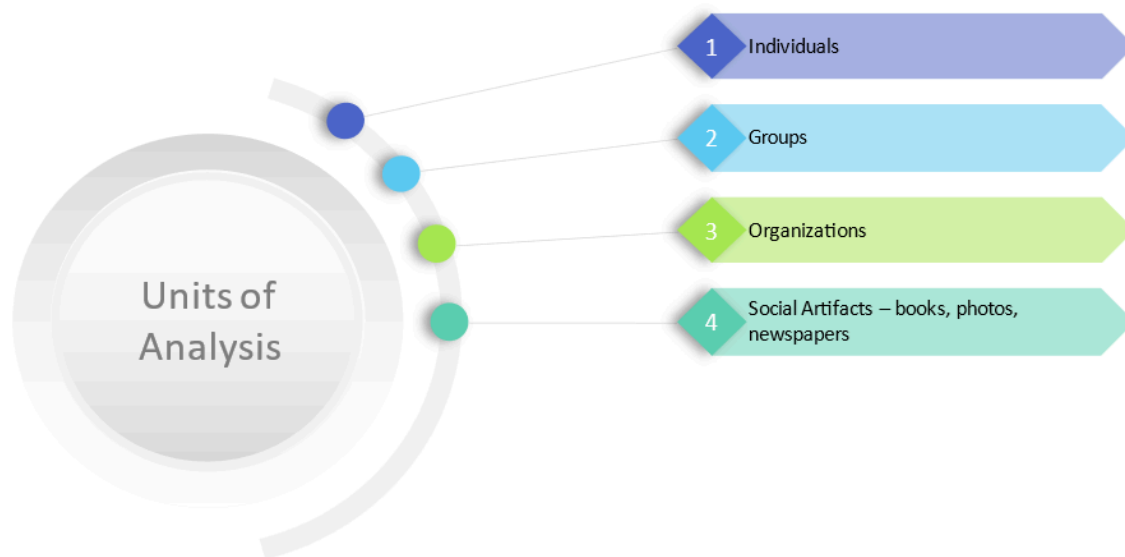 Units of
Analysis
1
Individuals
2
Groups
3
Organizations
4
Social Artifacts – books, photos,
newspapers